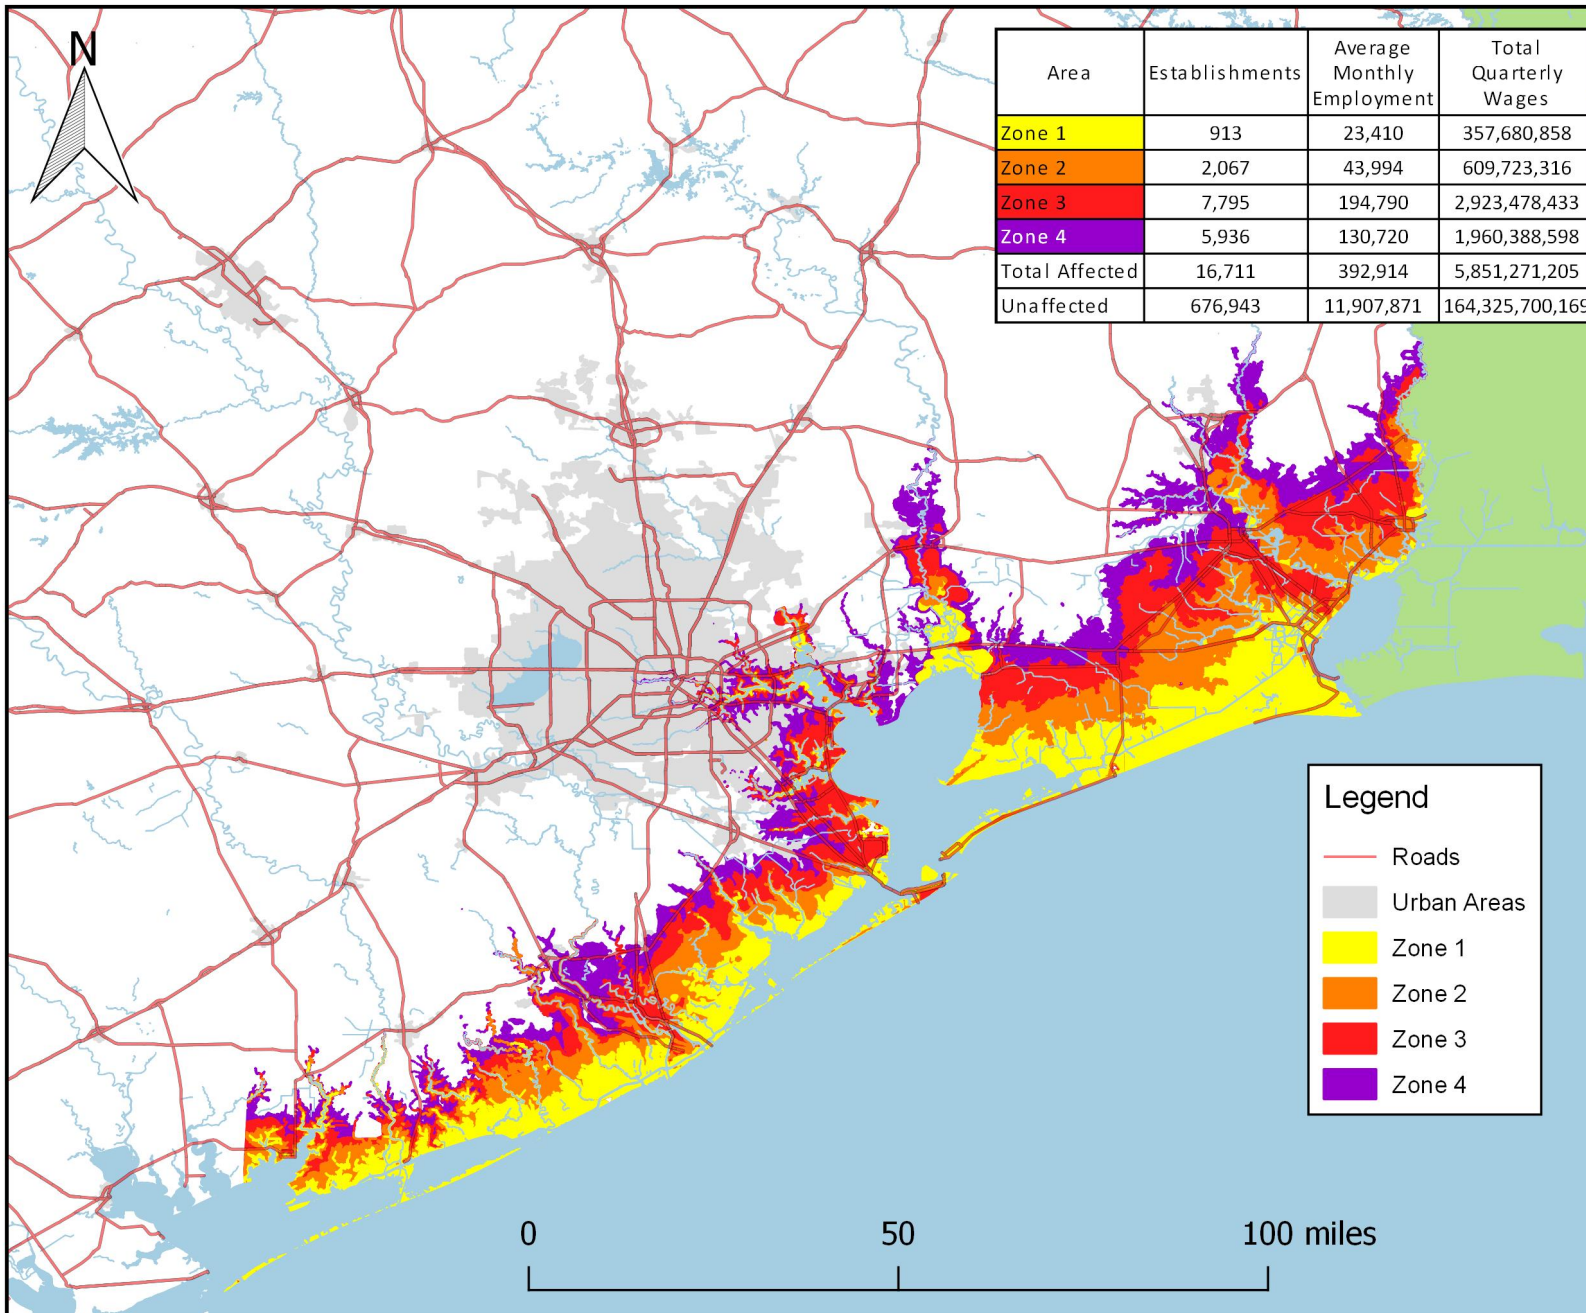 N
Area Establishments Average Monthly Employment Total Quarterly Wages
Zone 1 913 23,410 357,680,858
Zone 2 2,067 43,994 609,723,316
Zone 3 7,795 194,790 2,923,478,433
Zone 4 5,936 130,720 1,960,388,598
Total Affected 16,711 392,914 5,851,271,205
Unaffected 676,943 11,907,871 164,325,700,169
Legend
Roads
Urban Areas
Zone 1
Zone 2
Zone 3
Zone 4
0 50 100 miles